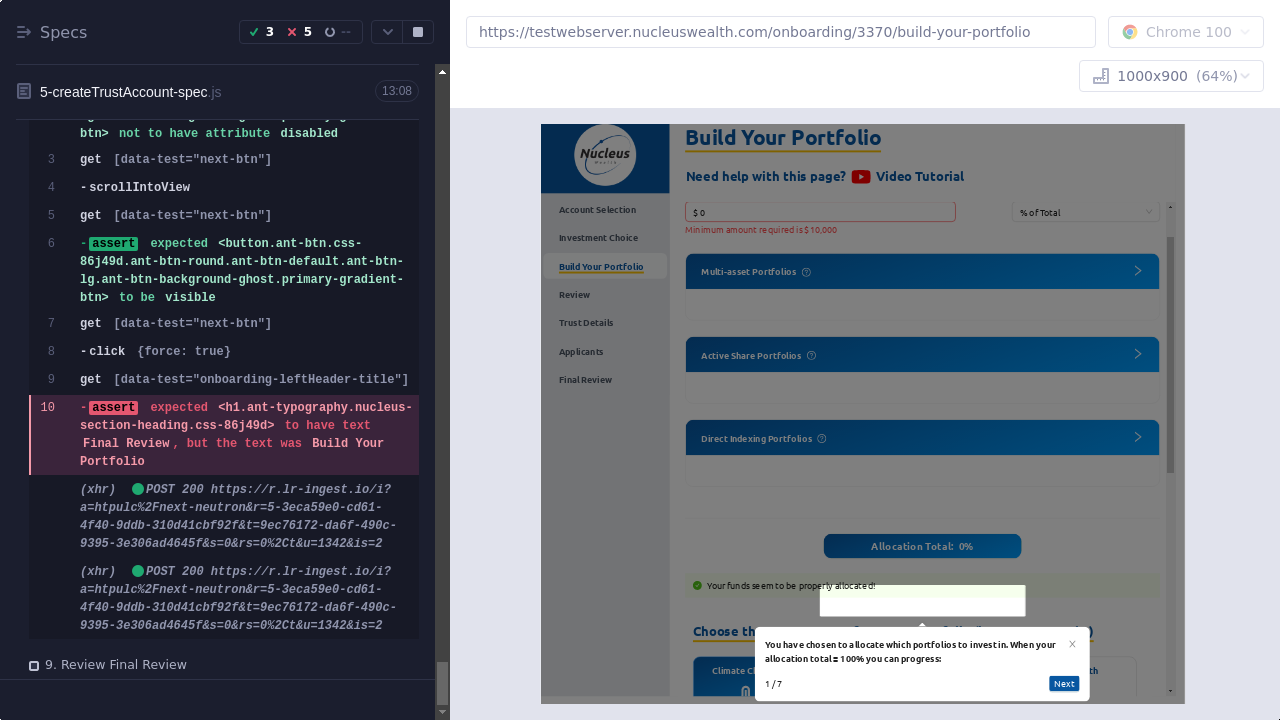 Specs
3
5
--
5-createTrustAccount-spec.js
13:08
btn> not to have attribute disabled
3 get [data-test="next-btn"]
4 -scrollIntoView
5 get [data-test="next-btn"]
6 -assert expected <button.ant-btn.css-
86j49d.ant-btn-round.ant-btn-default.ant-btn-
lg.ant-btn-background-ghost.primary-gradient-
btn> to be visible
7 get [data-test="next-btn"]
8 -click {force: true}
9 get [data-test="onboarding-leftHeader-title"]
10 -assert expected <h1.ant-typography.nucleus-
section-heading.css-86j49d> to have text
Final Review, but the text was Build Your
Portfolio
(xhr) POST 200 https://r.lr-ingest.io/i?
a=htpulc%2Fnext-neutron&r=5-3eca59e0-cd61-
4f40-9ddb-310d41cbf92f&t=9ec76172-da6f-490c-
9395-3e306ad4645f&s=0&rs=0%2Ct&u=1342&is=2
(xhr) POST 200 https://r.lr-ingest.io/i?
a=htpulc%2Fnext-neutron&r=5-3eca59e0-cd61-
4f40-9ddb-310d41cbf92f&t=9ec76172-da6f-490c-
9395-3e306ad4645f&s=0&rs=0%2Ct&u=1342&is=2
9. Review Final Review
https://testwebserver.nucleuswealth.com/onboarding/3370/build-your-portfolio
Chrome 100
1000x900 (64%)
Nucleus
Wealth
Account Selection
Investment Choice
Build Your Portfolio
Review
Trust Details
Applicants
Final Review
Build Your Portfolio
Need help with this page? Video Tutorial
$ 0
% of Total
Minimum amount required is $ 10,000
Multi-asset Portfolios
Active Share Portfolios
Direct Indexing Portfolios
Allocation Total: 0%
Your funds seem to be properly allocated!
Choose th
Climate Ch
th
You have chosen to allocate which portfolios to invest in. When your
allocation total = 100% you can progress:
1 / 7
Next